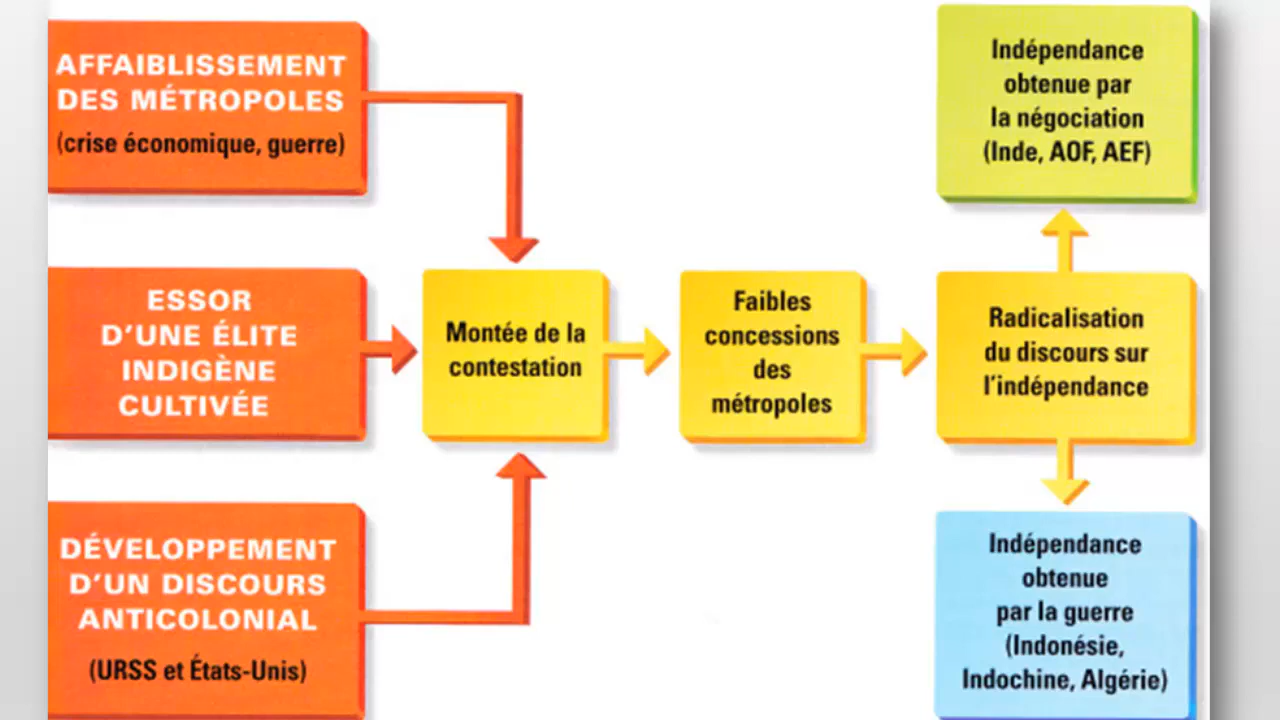 AFFAIBLISSEMENT
DES MÉTROPOLES
(crise économique, guerre)
ESSOR
D'UNE ÉLITE
INDIGÈNE
CULTIVÉE
DÉVELOPPEMENT
D'UN DISCOURS
ANTICOLONIAL
(URSS et États-Unis)
Montée de la
contestation
Faibles
concessions
des
métropoles
Radicalisation
du discours sur
l'indépendance
Indépendance
obtenue par
la négociation
(Inde, AOF, AEF)
Indépendance
obtenue
par la guerre
(Indonésie,
Indochine, Algérie)